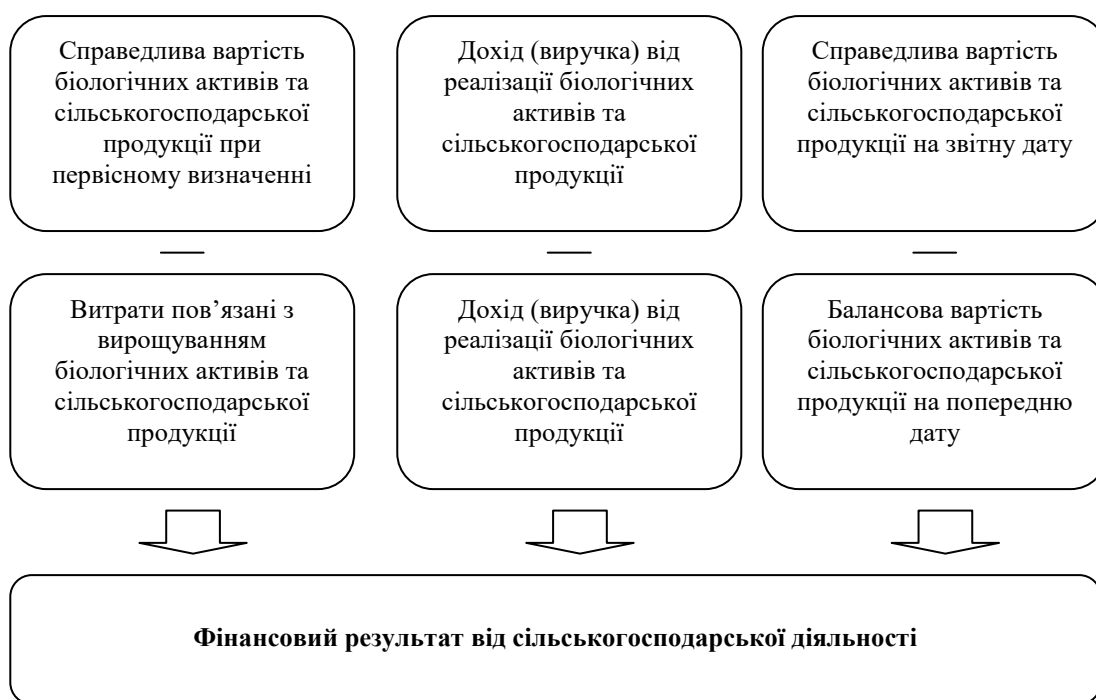 Справедлива вартість
біологічних активів та
сільськогосподарської
продукції при
первісному визначенні
Дохід (виручка) від
реалізації біологічних
активів та
сільськогосподарської
продукції
Справедлива вартість
біологічних активів та
сільськогосподарської
продукції на звітну дату
Витрати пов’язані з
вирощуванням
біологічних активів та
сільськогосподарської
продукції
Дохід (виручка) від
реалізації біологічних
активів та
сільськогосподарської
продукції
Балансова вартість
біологічних активів та
сільськогосподарської
продукції на попередню
дату
Фінансовий результат від сільськогосподарської діяльності